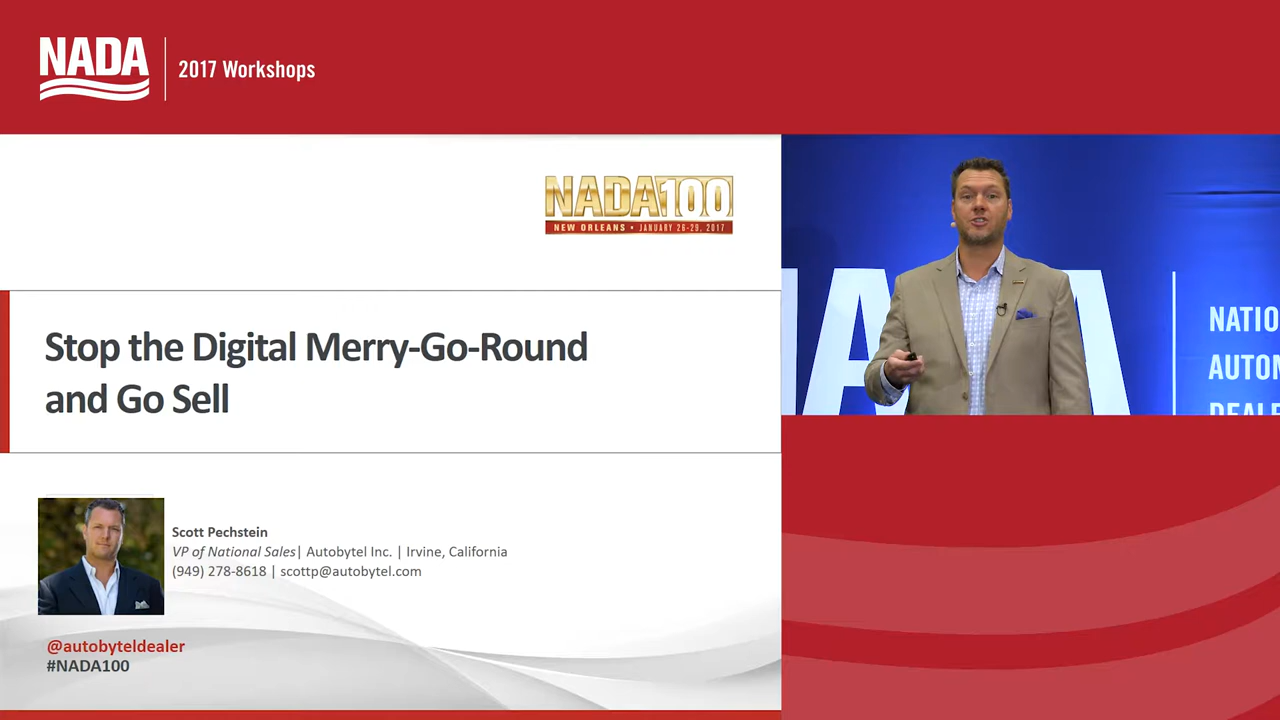 NADA
2017 Workshops
NADA100
NEW ORLEANS • JANUARY 26-29, 2017
Stop the Digital Merry-Go-Round
and Go Sell
Scott Pechstein
VP of National Sales| Autobytel Inc. | Irvine, California
(949) 278-8618 | scottp@autobytel.com
@autobyteldealer
#NADA100
NATIO
AUTOM
DEALE